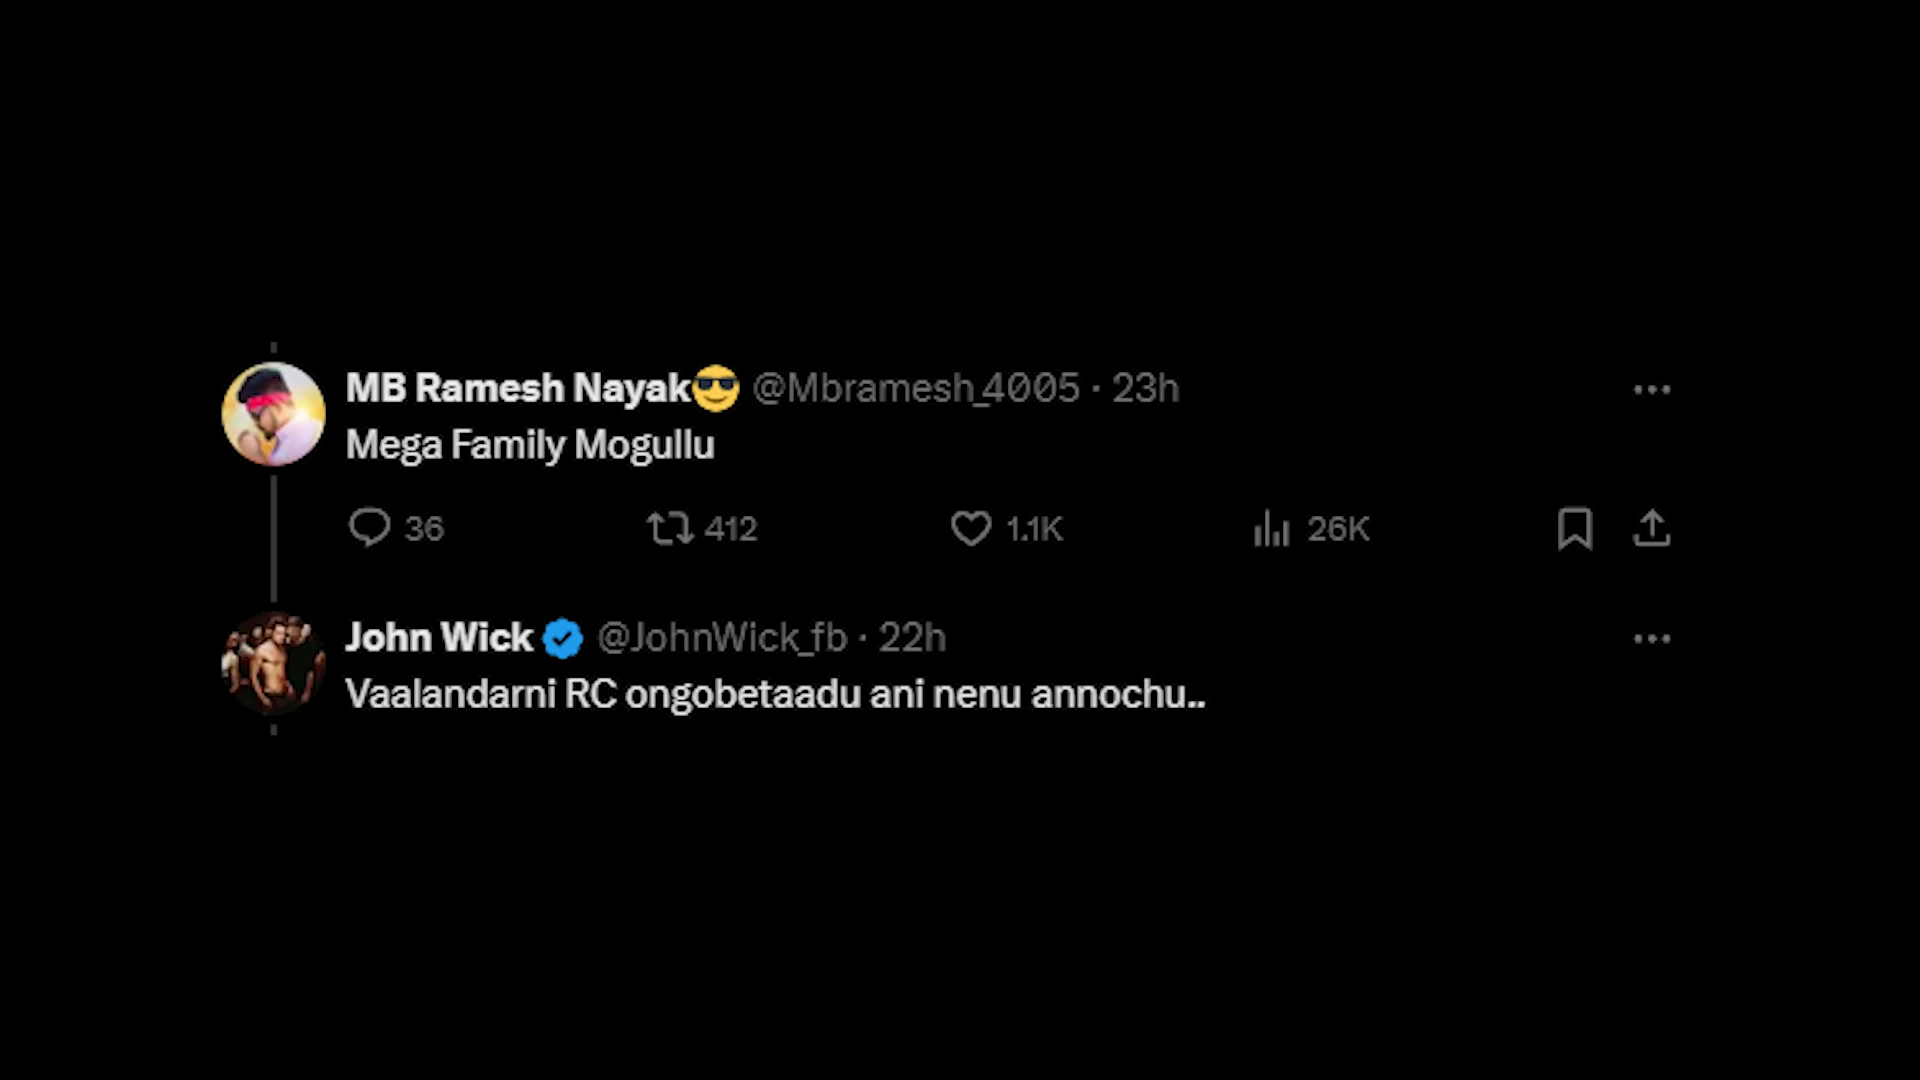 MB Ramesh Nayak😎 @Mbramesh_4005 · 23h
Mega Family Mogullu
36 412 1.1K 26K
John Wick @JohnWick_fb · 22h
Vaalandarni RC ongobetaadu ani nenu annochu..